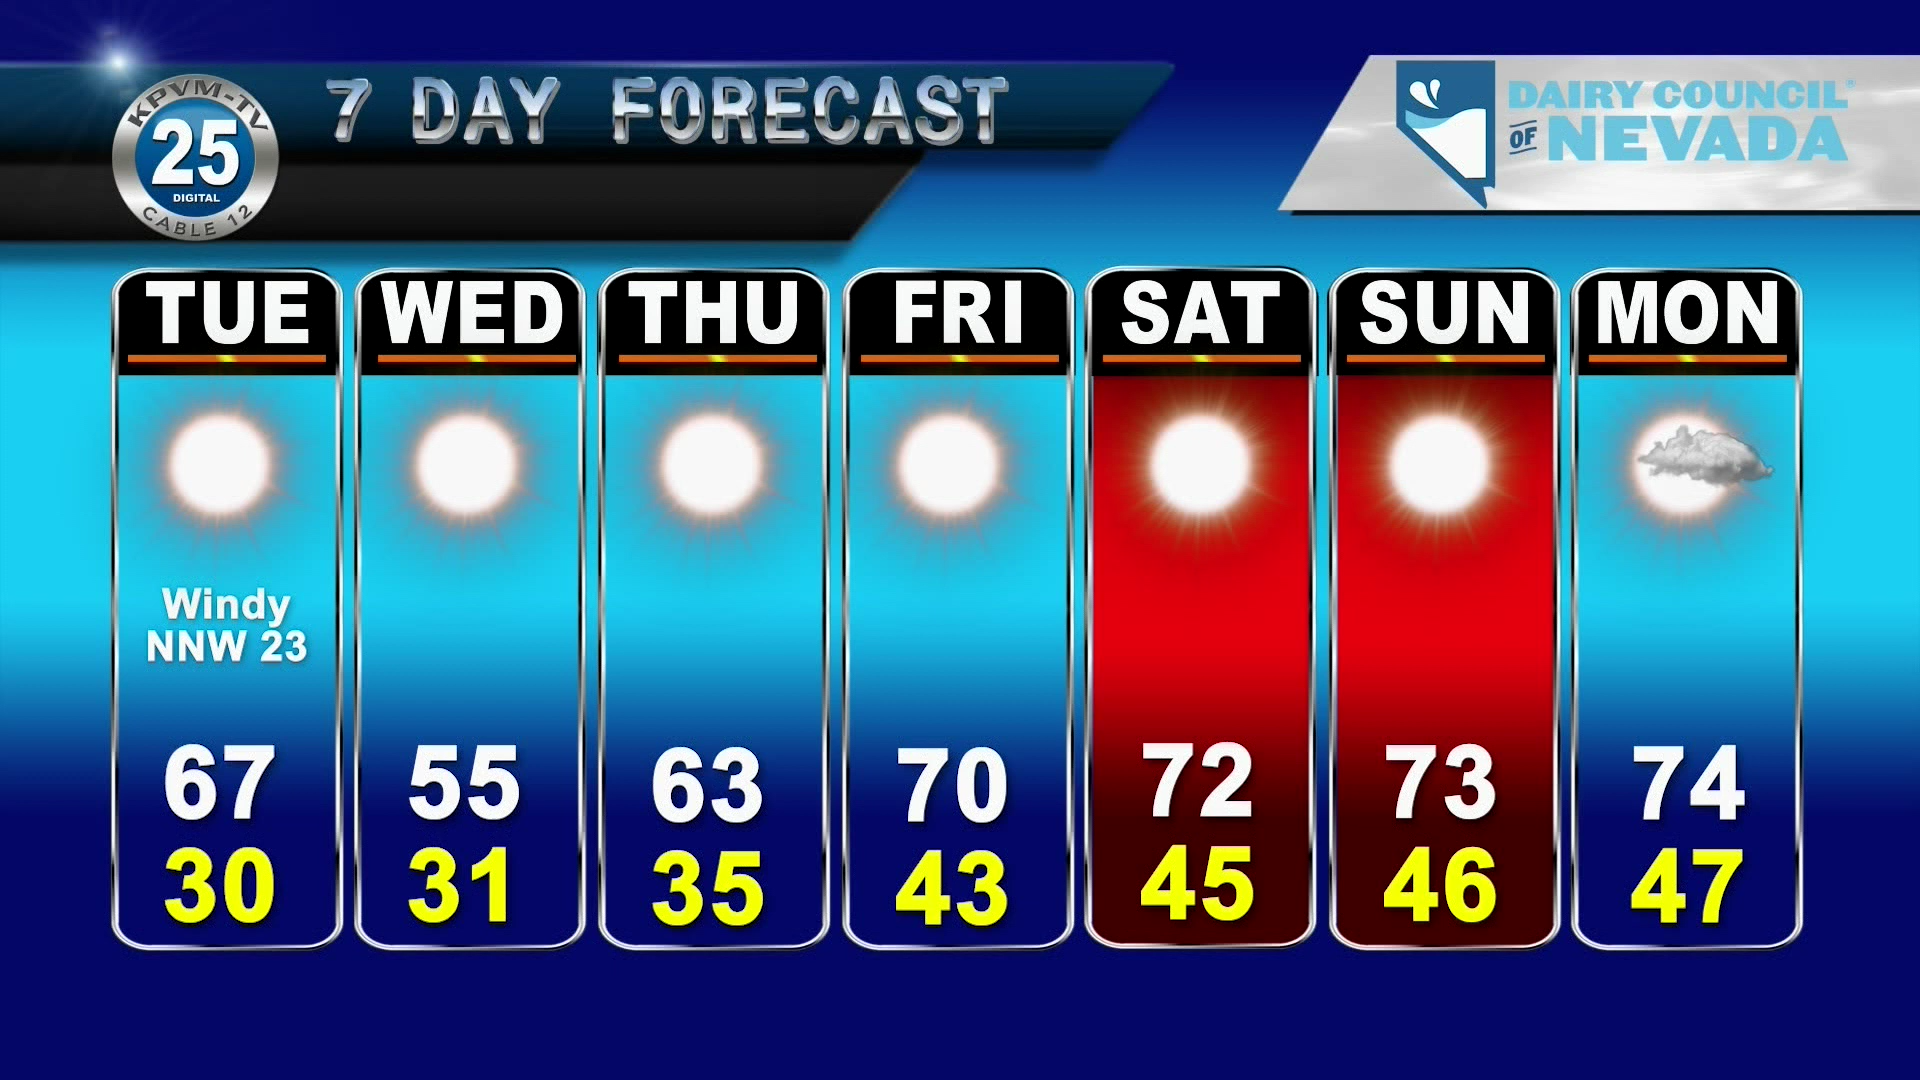 KPVM-TV
25
DIGITAL
CABLE 12
7 DAY FORECAST
DAIRY COUNCIL®
OF NEVADA
TUE WED THU FRI SAT SUN MON
Windy
NNW 23
67 55 63 70 72 73 74
30 31 35 43 45 46 47